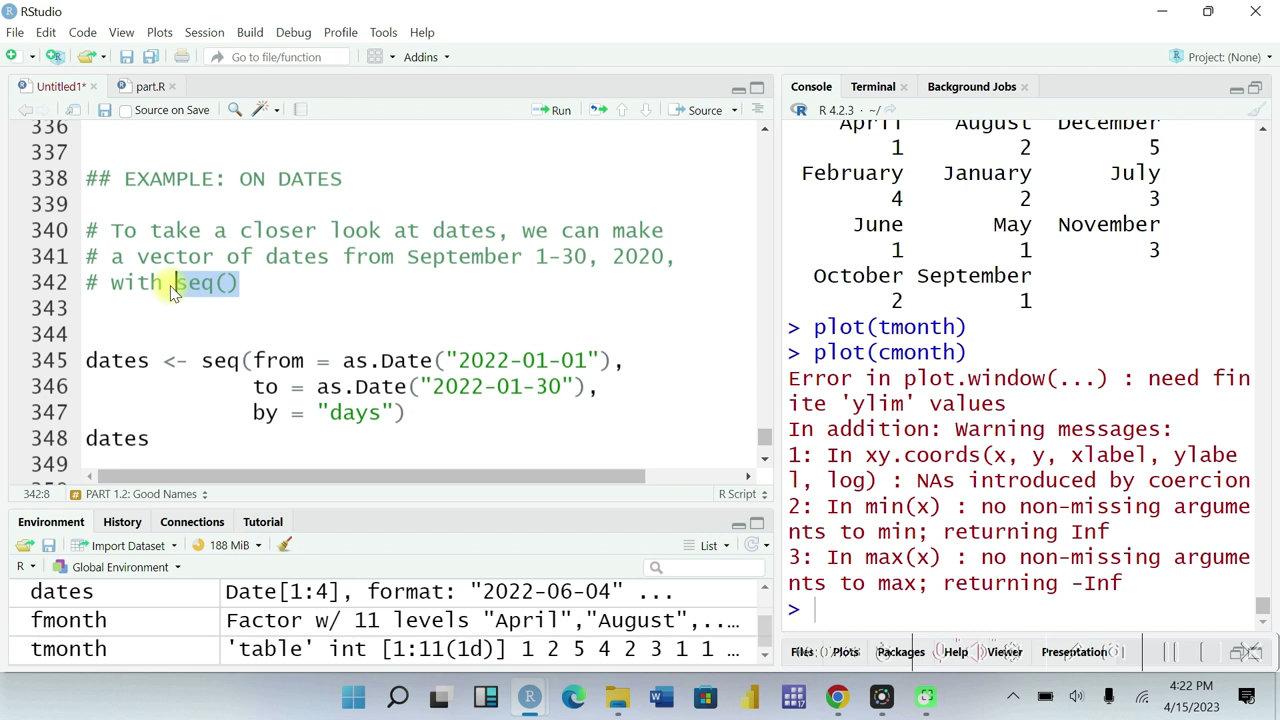 RStudio
File Edit Code View Plots Session Build Debug Profile Tools Help
Go to file/function Addins Project: (None)
Untitled1* part.R
Source on Save Run Source
336
337
338 ## EXAMPLE: ON DATES
339
340 # To take a closer look at dates, we can make
341 # a vector of dates from September 1-30, 2020,
342 # with seq()
343
344
345 dates <- seq(from = as.Date("2022-01-01"),
346 to = as.Date("2022-01-30"),
347 by = "days")
348 dates
349
342:8 # PART 1.2: Good Names R Script
Environment History Connections Tutorial
Import Dataset 188 MiB List
R Global Environment
dates Date[1:4], format: "2022-06-04" ...
fmonth Factor w/ 11 levels "April","August",..…
tmonth 'table' int [1:11(1d)] 1 2 5 4 2 3 1 1 …
Console Terminal Background Jobs
R 4.2.3 · ~/
April August December
1 2 5
February January July
4 2 3
June May November
1 1 3
October September
2 1
> plot(tmonth)
> plot(cmonth)
Error in plot.window(...) : need fin
ite 'ylim' values
In addition: Warning messages:
1: In xy.coords(x, y, xlabel, ylabe
l, log) : NAs introduced by coercion
2: In min(x) : no non-missing argume
nts to min; returning Inf
3: In max(x) : no non-missing argume
nts to max; returning -Inf
>
Files Plots Packages Help Viewer Presentation
4:22 PM
4/15/2023